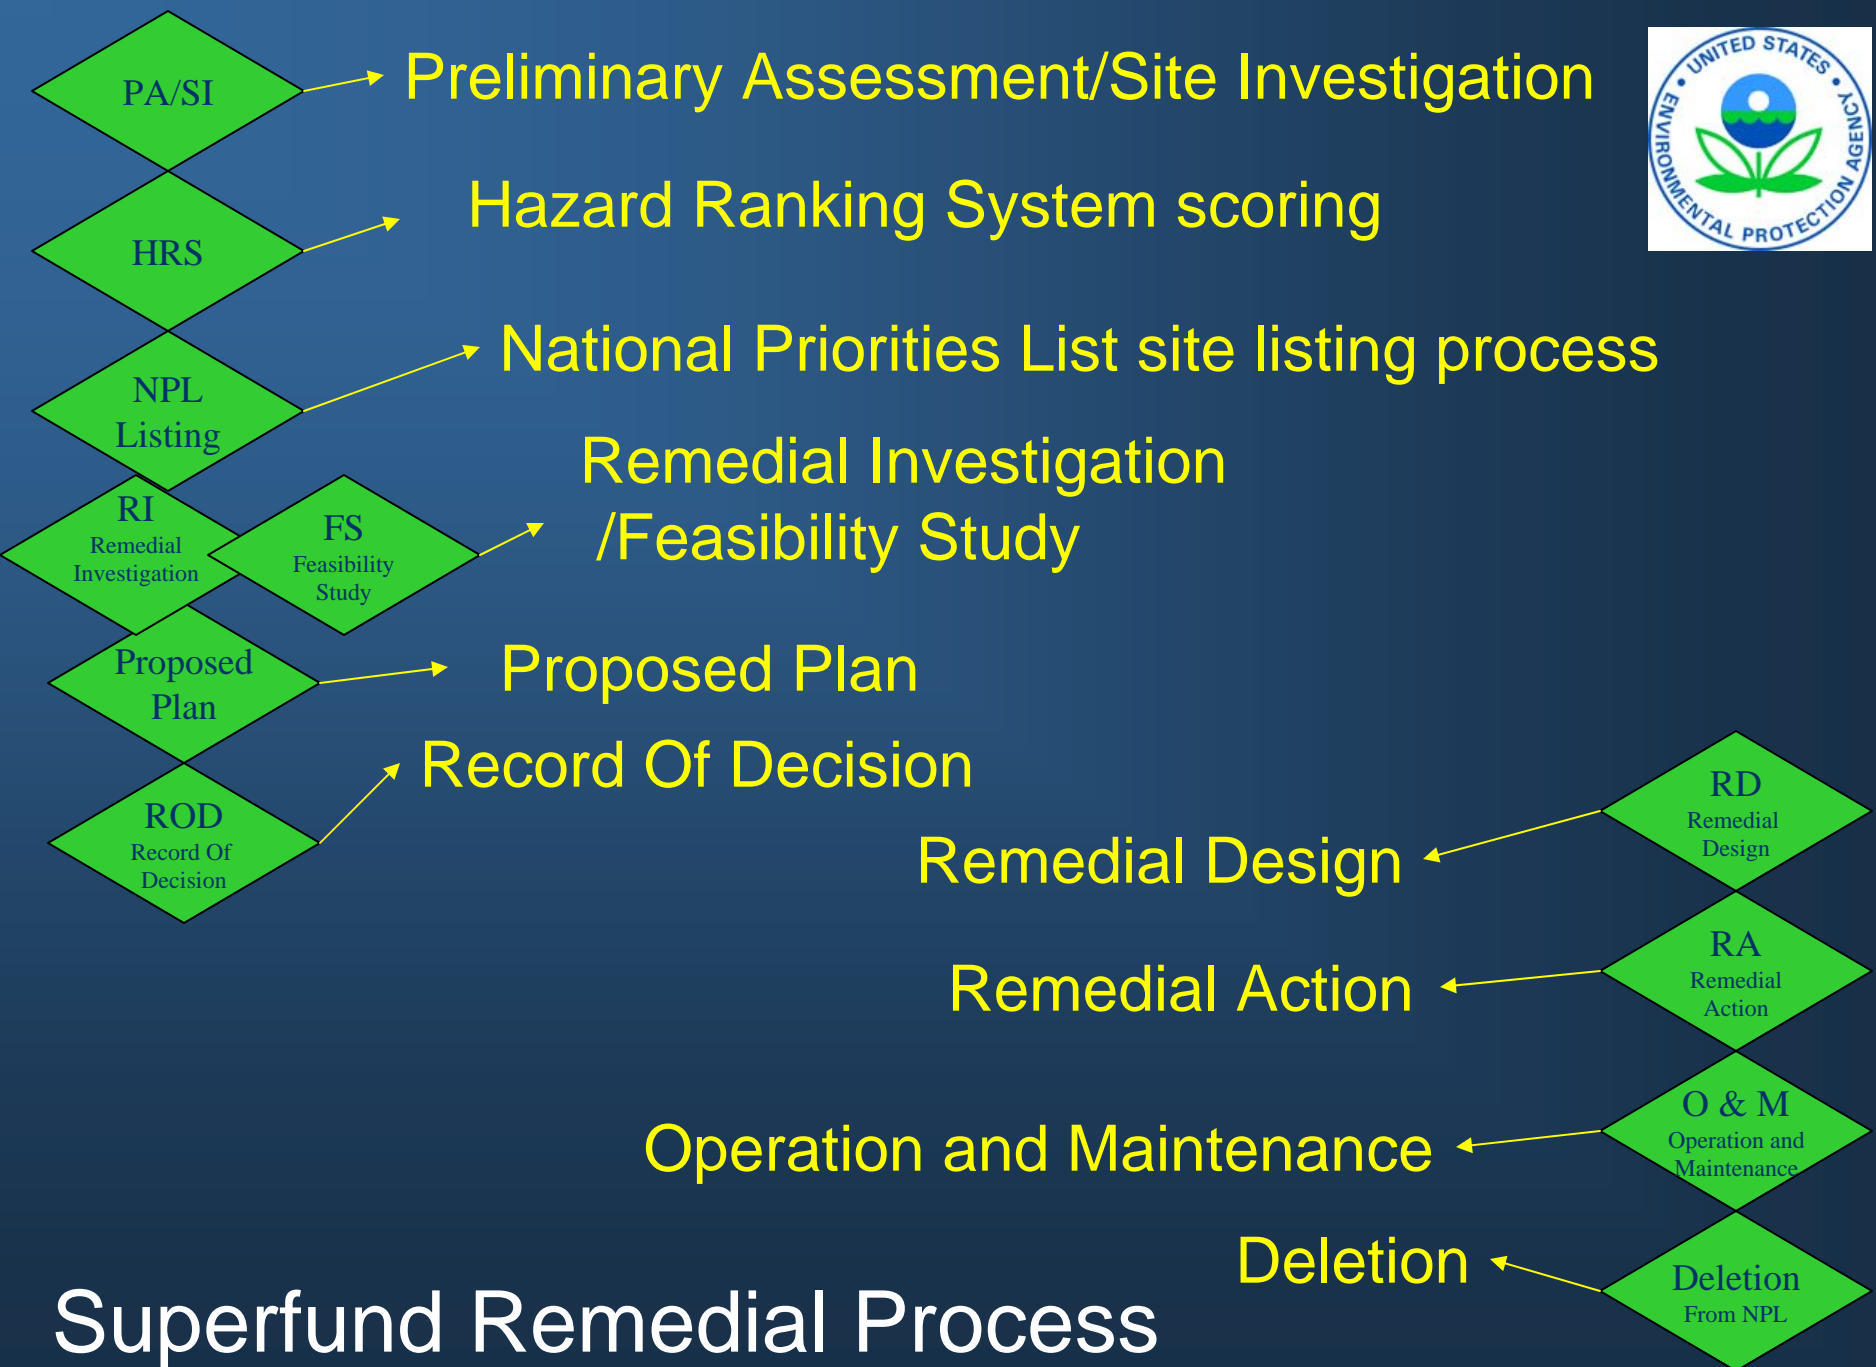 PA/SI
Preliminary Assessment/Site Investigation
UNITED STATES
ENVIRONMENTAL PROTECTION AGENCY
HRS
Hazard Ranking System scoring
NPL
Listing
National Priorities List site listing process
RI
Remedial
Investigation
FS
Feasibility
Study
Remedial Investigation
/Feasibility Study
Proposed
Plan
Proposed Plan
ROD
Record Of
Decision
Record Of Decision
Remedial Design
RD
Remedial
Design
Remedial Action
RA
Remedial
Action
Operation and Maintenance
O & M
Operation and
Maintenance
Deletion
Deletion
From NPL
Superfund Remedial Process